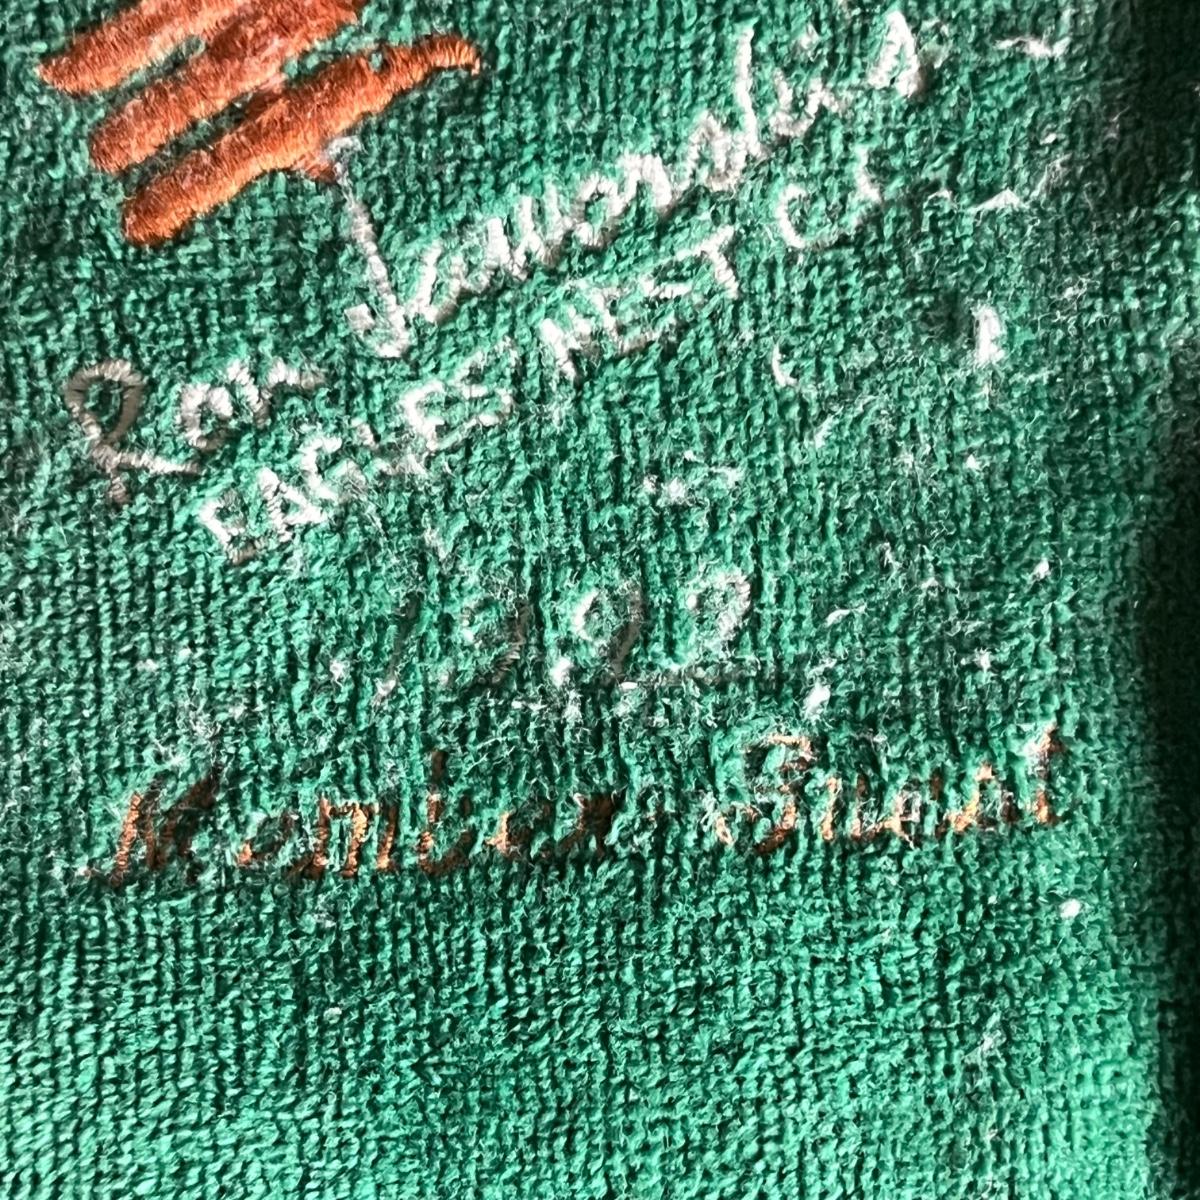 Ron Jaworski's
EAGLES NEST C.C.
1992
Member Guest